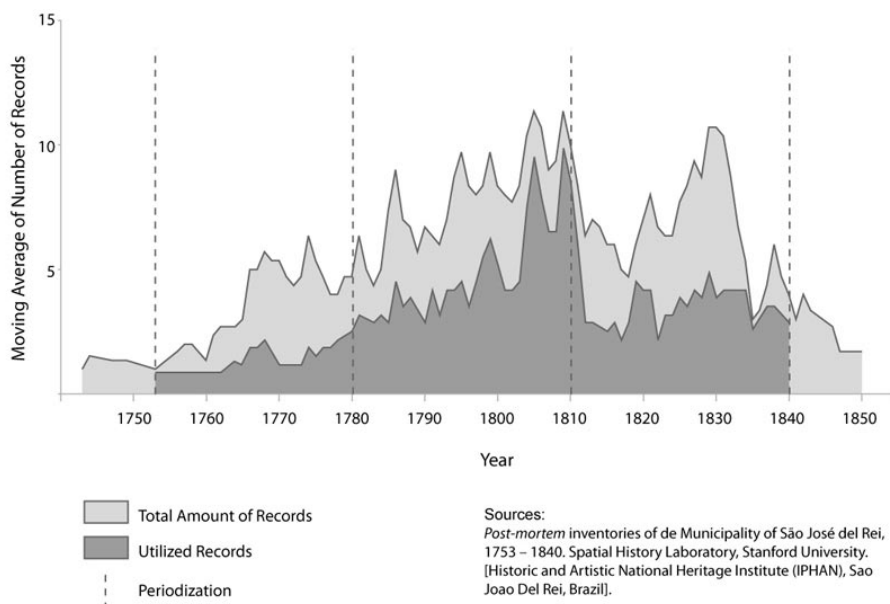 15
10
5
Moving Average of Number of Records
1750 1760 1770 1780 1790 1800 1810 1820 1830 1840 1850
Year
Total Amount of Records
Utilized Records
Periodization
Sources:
Post-mortem inventories of de Municipality of São José del Rei,
1753 – 1840. Spatial History Laboratory, Stanford University.
[Historic and Artistic National Heritage Institute (IPHAN), Sao
Joao Del Rei, Brazil].